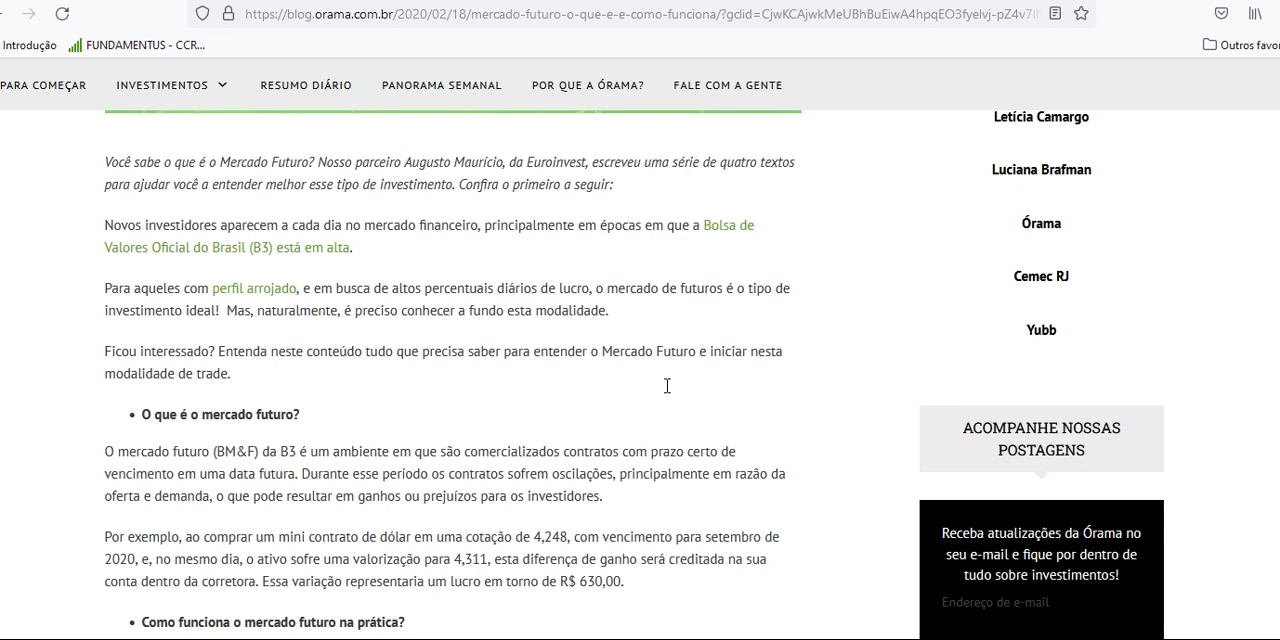 https://blog.orama.com.br/2020/02/18/mercado-futuro-o-que-e-e-como-funciona/?gclid=CjwKCAjwkMeUBhBuEiwA4hpqEO3fyelvj-pZ4v7
Introdução
FUNDAMENTUS - CCR...
Outros favor
PARA COMEÇAR
INVESTIMENTOS
RESUMO DIÁRIO
PANORAMA SEMANAL
POR QUE A ÓRAMA?
FALE COM A GENTE
Você sabe o que é o Mercado Futuro? Nosso parceiro Augusto Maurício, da Euroinvest, escreveu uma série de quatro textos
para ajudar você a entender melhor esse tipo de investimento. Confira o primeiro a seguir:
Novos investidores aparecem a cada dia no mercado financeiro, principalmente em épocas em que a Bolsa de
Valores Oficial do Brasil (B3) está em alta.
Para aqueles com perfil arrojado, e em busca de altos percentuais diários de lucro, o mercado de futuros é o tipo de
investimento ideal! Mas, naturalmente, é preciso conhecer a fundo esta modalidade.
Ficou interessado? Entenda neste conteúdo tudo que precisa saber para entender o Mercado Futuro e iniciar nesta
modalidade de trade.
• O que é o mercado futuro?
O mercado futuro (BM&F) da B3 é um ambiente em que são comercializados contratos com prazo certo de
vencimento em uma data futura. Durante esse período os contratos sofrem oscilações, principalmente em razão da
oferta e demanda, o que pode resultar em ganhos ou prejuízos para os investidores.
Por exemplo, ao comprar um mini contrato de dólar em uma cotação de 4,248, com vencimento para setembro de
2020, e, no mesmo dia, o ativo sofre uma valorização para 4,311, esta diferença de ganho será creditada na sua
conta dentro da corretora. Essa variação representaria um lucro em torno de R$ 630,00.
• Como funciona o mercado futuro na prática?
Letícia Camargo
Luciana Brafman
Órama
Cemec RJ
Yubb
ACOMPANHE NOSSAS
POSTAGENS
Receba atualizações da Órama no
seu e-mail e fique por dentro de
tudo sobre investimentos!
Endereço de e-mail